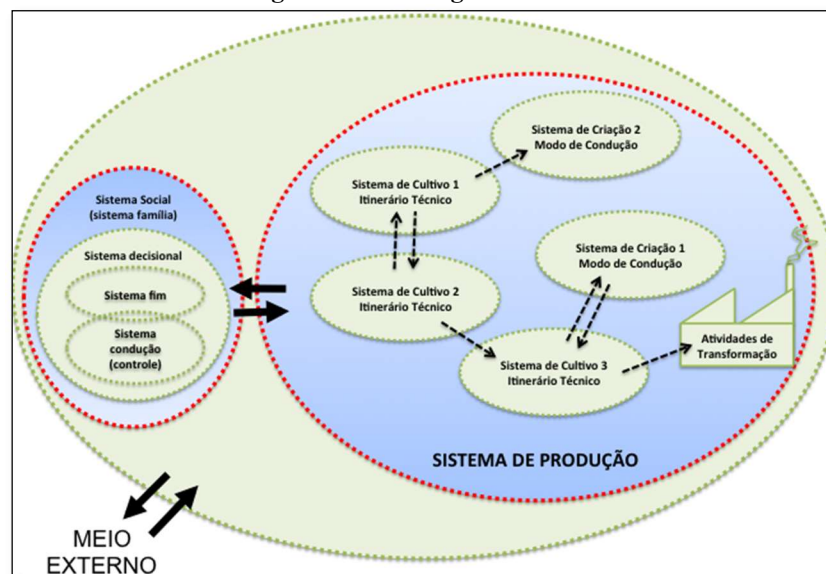 Sistema de Criação 2
Modo de Condução
Sistema de Cultivo 1
Itinerário Técnico
Sistema Social
(sistema família)
Sistema de Criação 1
Modo de Condução
Sistema decisional
Sistema fim
Sistema de Cultivo 2
Itinerário Técnico
Sistema
condução
(controle)
Atividades de
Transformação
Sistema de Cultivo 3
Itinerário Técnico
SISTEMA DE PRODUÇÃO
MEIO
EXTERNO